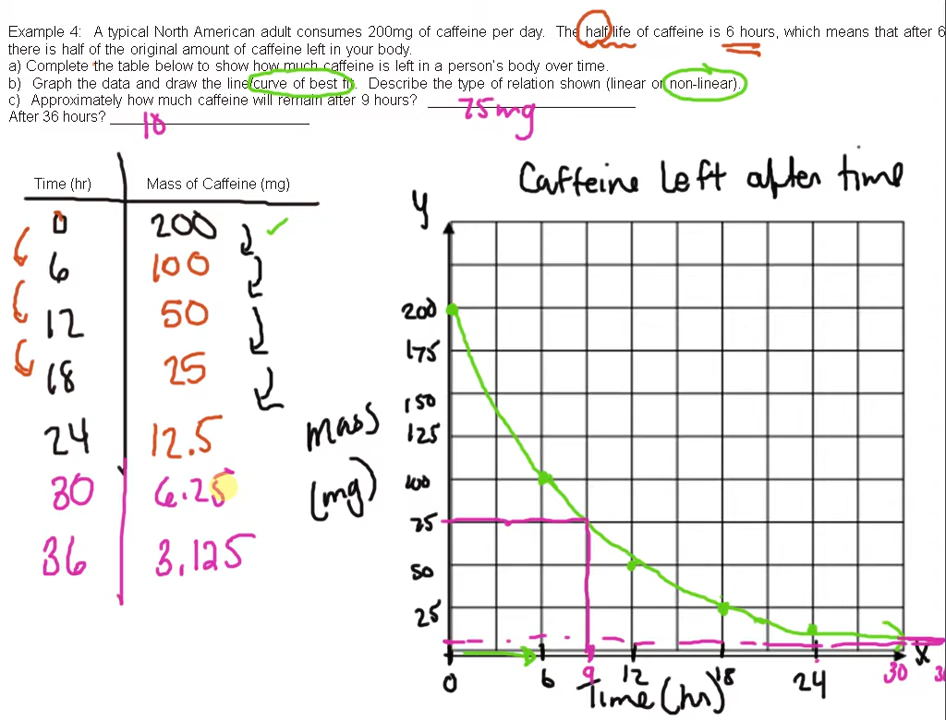 Example 4: A typical North American adult consumes 200mg of caffeine per day. The half life of caffeine is 6 hours, which means that after 6
there is half of the original amount of caffeine left in your body.
a) Complete the table below to show how much caffeine is left in a person's body over time.
b) Graph the data and draw the line/curve of best fit. Describe the type of relation shown (linear or non-linear).
c) Approximately how much caffeine will remain after 9 hours? 75mg
After 36 hours? 18
Caffeine Left after time
Time (hr) Mass of Caffeine (mg)
0 200
6 100
12 50
18 25
24 12.5
30 6.25
36 3.125
y
mass
(mg)
200
175
150
125
100
75
50
25
x
0 6 9 12 18 24 30
Time (hr)